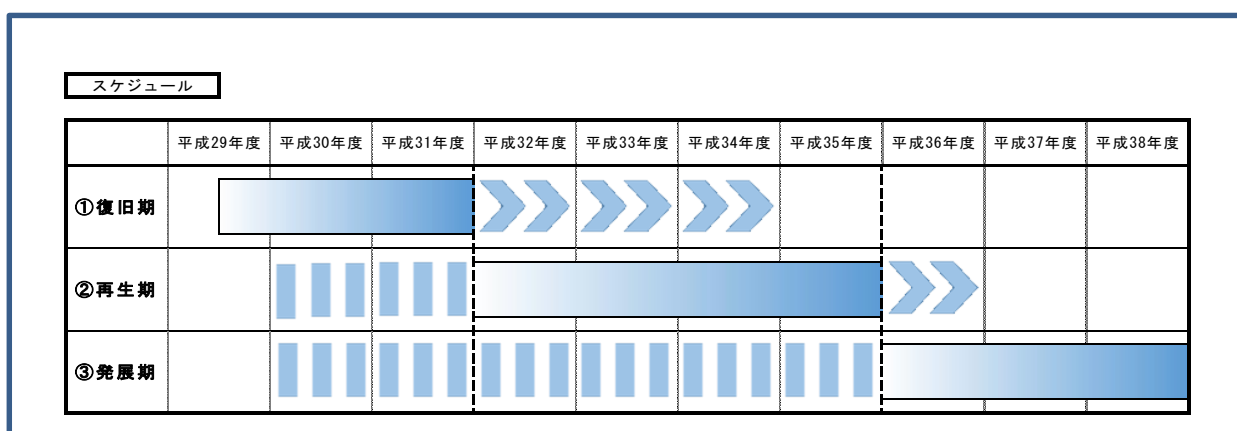 スケジュール
平成29年度 平成30年度 平成31年度 平成32年度 平成33年度 平成34年度 平成35年度 平成36年度 平成37年度 平成38年度
①復旧期
②再生期
③発展期